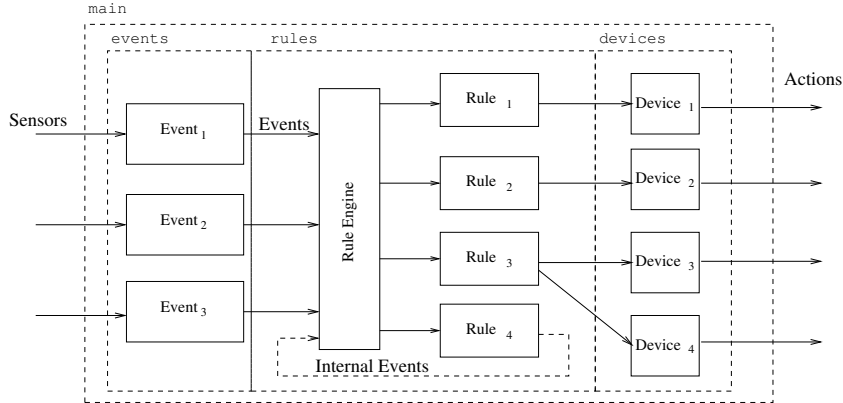 main
events rules devices
Actions
Sensors
Event 1
Events
Event 2
Event 3
Rule Engine
Rule 1
Rule 2
Rule 3
Rule 4
Internal Events
Device 1
Device 2
Device 3
Device 4